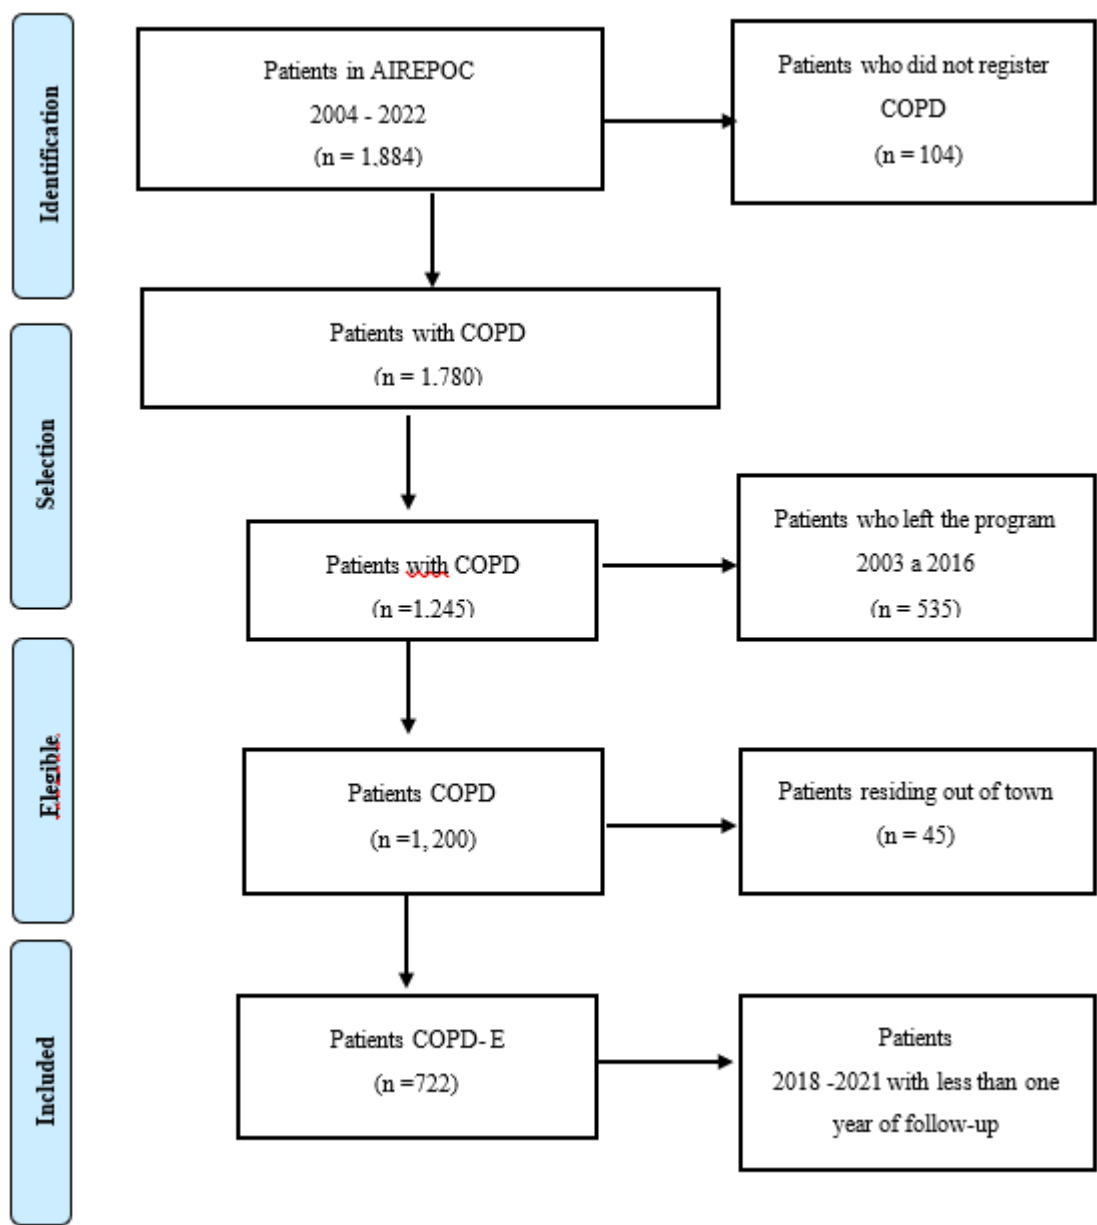 Identification
Patients in AIREPOC
2004 - 2022
(n = 1,884)
Patients who did not register
COPD
(n = 104)
Patients with COPD
(n = 1,780)
Selection
Patients with COPD
(n =1,245)
Patients who left the program
2003 a 2016
(n = 535)
Elegible
Patients COPD
(n =1, 200)
Patients residing out of town
(n = 45)
Included
Patients COPD- E
(n =722)
Patients
2018 -2021 with less than one
year of follow-up